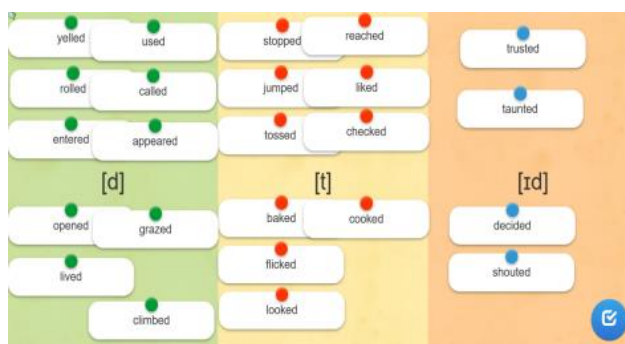 yelled
used
rolled
called
entered
appeared
[d]
opened
grazed
lived
climbed
stopped
reached
jumped
liked
tossed
checked
[t]
baked
cooked
flicked
looked
trusted
taunted
[ɪd]
decided
shouted